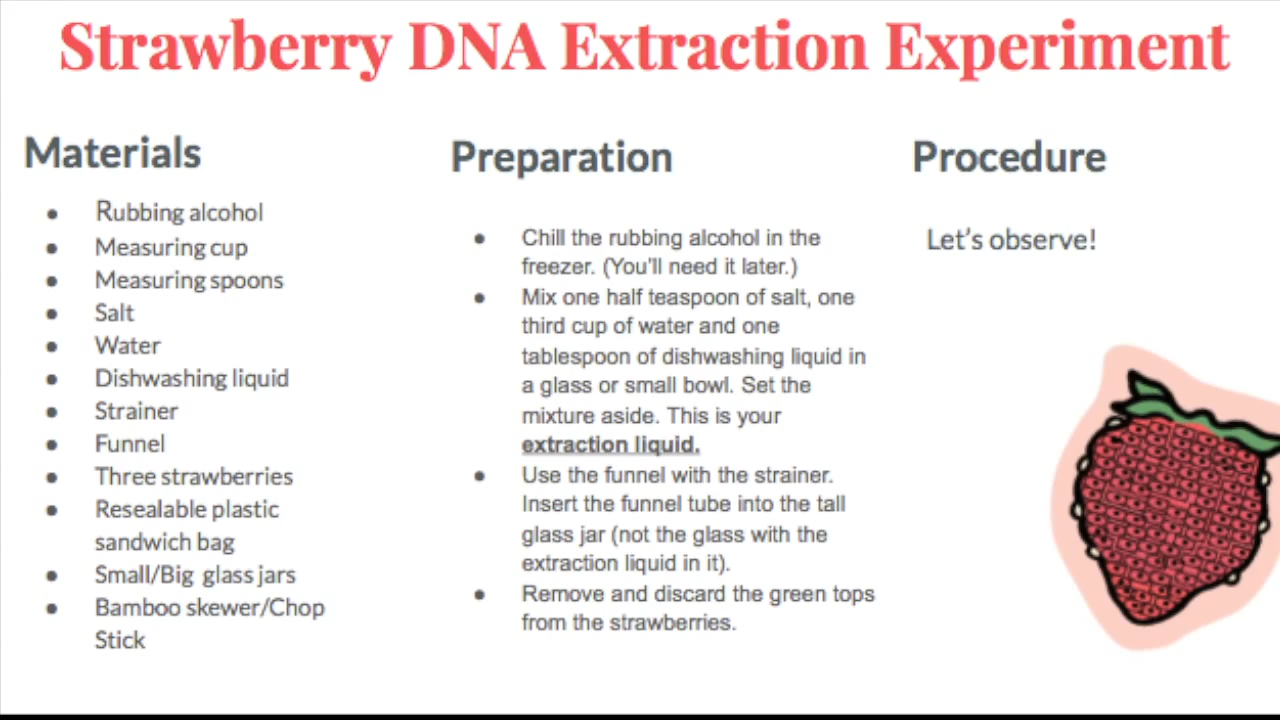 Strawberry DNA Extraction Experiment
Materials
• Rubbing alcohol
• Measuring cup
• Measuring spoons
• Salt
• Water
• Dishwashing liquid
• Strainer
• Funnel
• Three strawberries
• Resealable plastic
sandwich bag
• Small/Big glass jars
• Bamboo skewer/Chop
Stick
Preparation
• Chill the rubbing alcohol in the
freezer. (You'll need it later.)
• Mix one half teaspoon of salt, one
third cup of water and one
tablespoon of dishwashing liquid in
a glass or small bowl. Set the
mixture aside. This is your
extraction liquid.
• Use the funnel with the strainer.
Insert the funnel tube into the tall
glass jar (not the glass with the
extraction liquid in it).
• Remove and discard the green tops
from the strawberries.
Procedure
Let's observe!